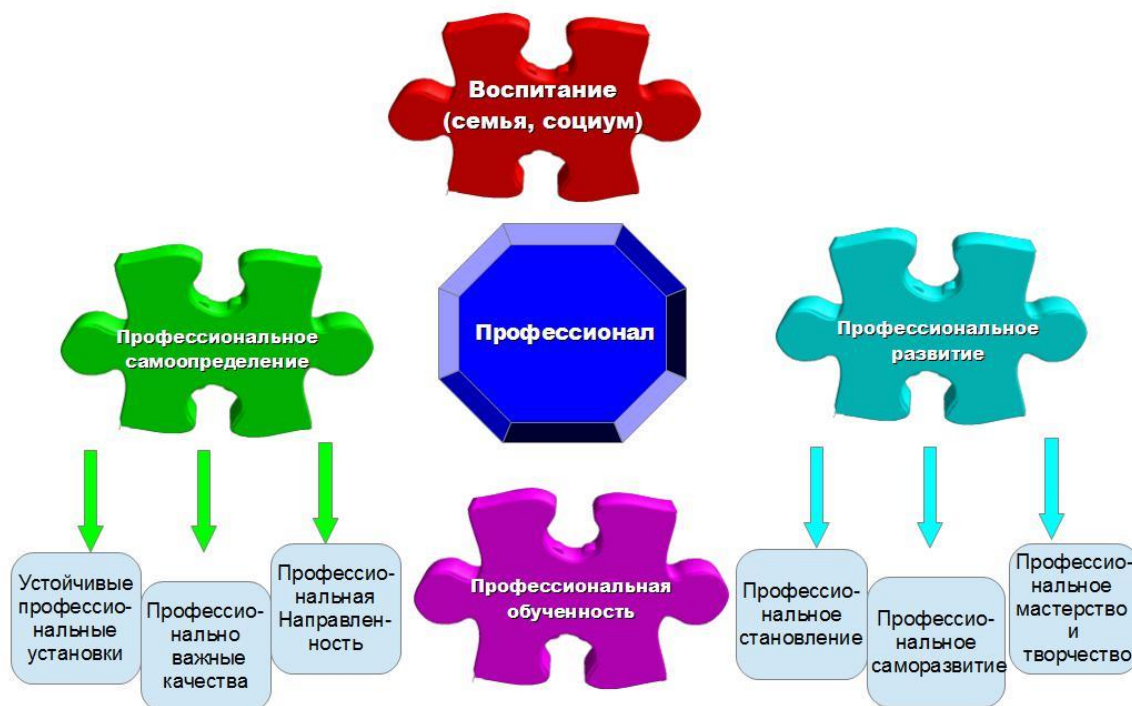 Воспитание
(семья, социум)
Профессиональное
самоопределение
Профессионал
Профессиональное
развитие
Профессиональная
обученность
Устойчивые
профессио-
нальные
установки
Профессио-
нально
важные
качества
Профессио-
нальная
Направлен-
ность
Профессио-
нальное
становление
Профессио-
нальное
саморазвитие
Профессио-
нальное
мастерство
и
творчество